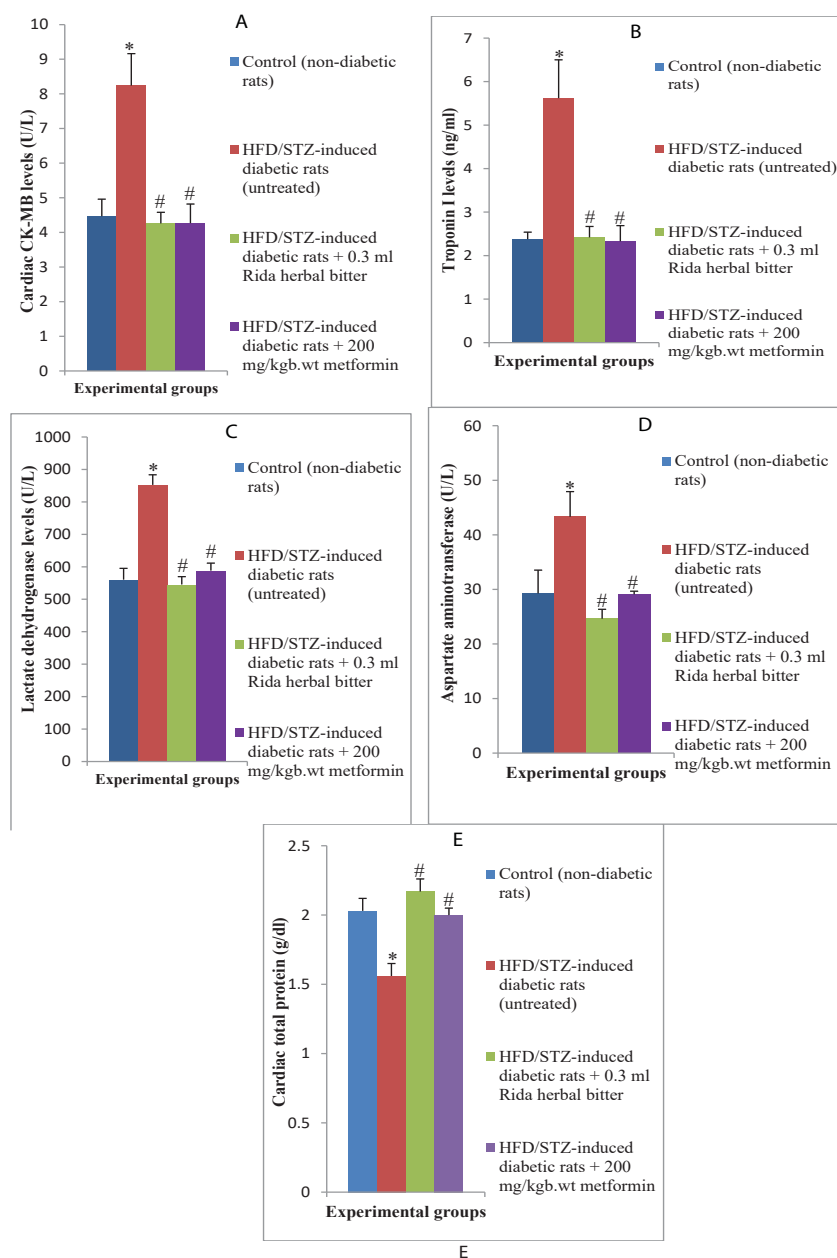 A
Cardiac CK-MB levels (U/L)
10
9
8
7
6
5
4
3
2
1
0
*
#
#
Experimental groups
Control (non-diabetic
rats)
HFD/STZ-induced
diabetic rats
(untreated)
HFD/STZ-induced
diabetic rats + 0.3 ml
Rida herbal bitter
HFD/STZ-induced
diabetic rats + 200
mg/kgb.wt metformin
B
Troponin I levels (ng/ml)
7
6
5
4
3
2
1
0
*
#
#
Experimental groups
Control (non-diabetic
rats)
HFD/STZ-induced
diabetic rats (untreated)
HFD/STZ-induced
diabetic rats + 0.3 ml
Rida herbal bitter
HFD/STZ-induced
diabetic rats + 200
mg/kgb.wt metformin
C
Lactate dehydrogenase levels (U/L)
1000
900
800
700
600
500
400
300
200
100
0
*
#
#
Experimental groups
Control (non-diabetic
rats)
HFD/STZ-induced
diabetic rats
(untreated)
HFD/STZ-induced
diabetic rats + 0.3 ml
Rida herbal bitter
HFD/STZ-induced
diabetic rats + 200
mg/kgb.wt metformin
D
Aspartate aminotransferase (U/L)
60
50
40
30
20
10
0
*
#
#
Experimental groups
Control (non-diabetic
rats)
HFD/STZ-induced
diabetic rats
(untreated)
HFD/STZ-induced
diabetic rats + 0.3 ml
Rida herbal bitter
HFD/STZ-induced
diabetic rats + 200
mg/kgb.wt metformin
E
Cardiac total protein (g/dl)
2.5
2
1.5
1
0.5
0
*
#
#
Experimental groups
Control (non-diabetic
rats)
HFD/STZ-induced
diabetic rats
(untreated)
HFD/STZ-induced
diabetic rats + 0.3 ml
Rida herbal bitter
HFD/STZ-induced
diabetic rats + 200
mg/kgb.wt metformin
E